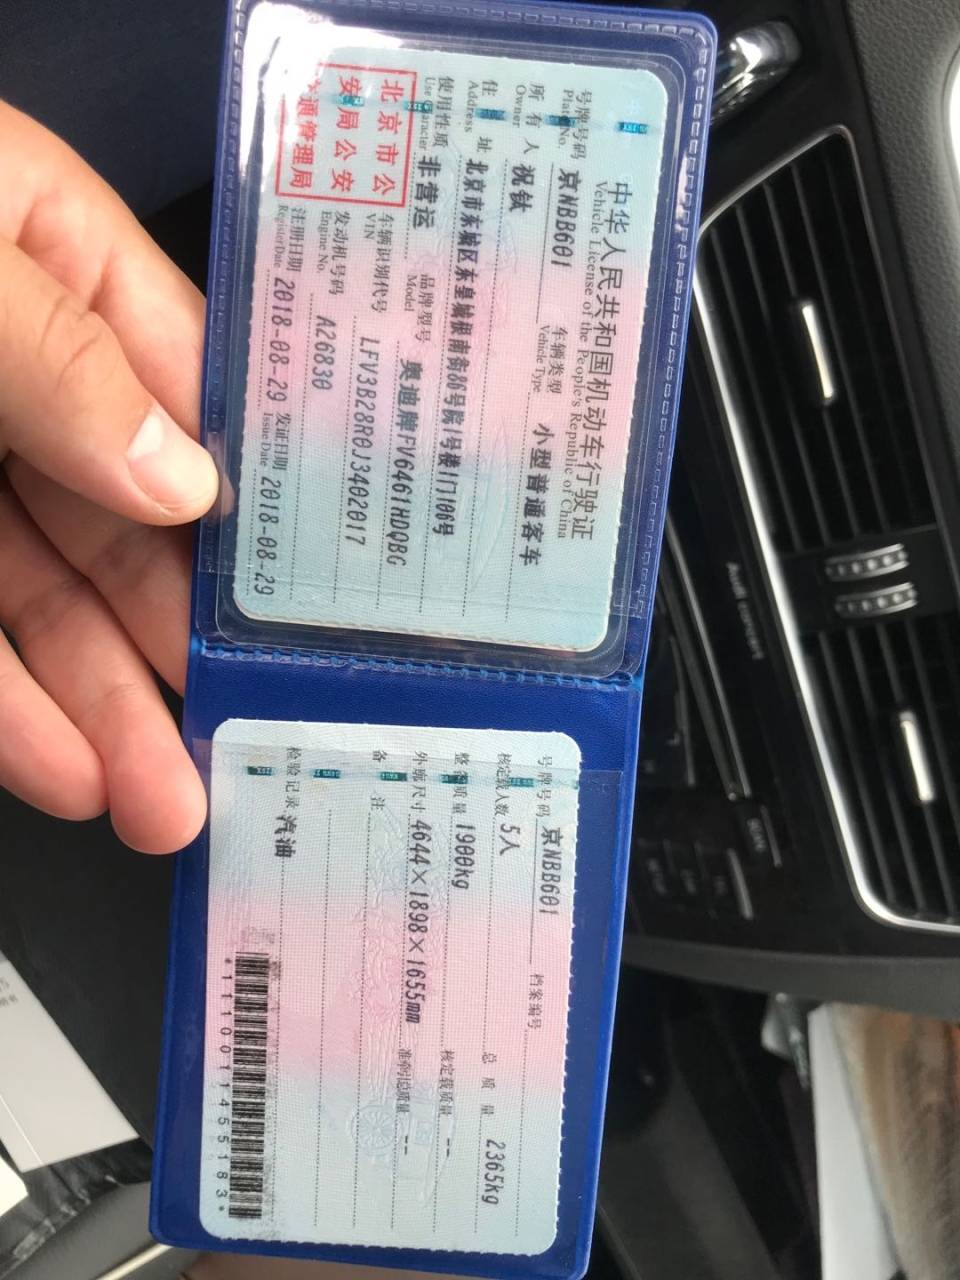 中华人民共和国机动车行驶证
Vehicle License of the People's Republic of China
号牌号码 京NBB601 车辆类型 小型普通客车
Plate No. Vehicle Type
所有人 祝钛
Owner
住址 北京市东城区东皇城根南街86号院1号楼1门106号
Address
使用性质 非营运 品牌型号 奥迪牌FV6461HDQBG
Use Character Model
北京市公
安局公安
交通管理局
车辆识别代号 LFV3B28R0J3402017
VIN
发动机号码 A26830
Engine No.
注册日期 2018-08-29 发证日期 2018-08-29
Register Date Issue Date
号牌号码 京NBB601 档案编号
核定载人数 5人 总质量 2365kg
整备质量 1900kg 核定载质量 --
外廓尺寸 4644×1898×1655mm 准牵引总质量 --
备注
检验记录 汽油
*1110011455183*
Audi concert